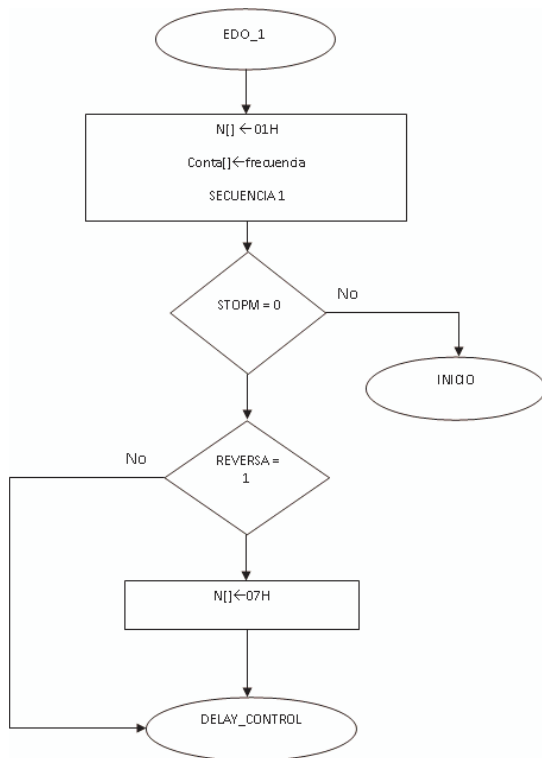 EDO_1
N[] ←01H
Conta[]←frecuencia
SECUENCIA 1
STOPM = 0
No
INICIO
No
REVERSA =
1
N[]←07H
DELAY_CONTROL